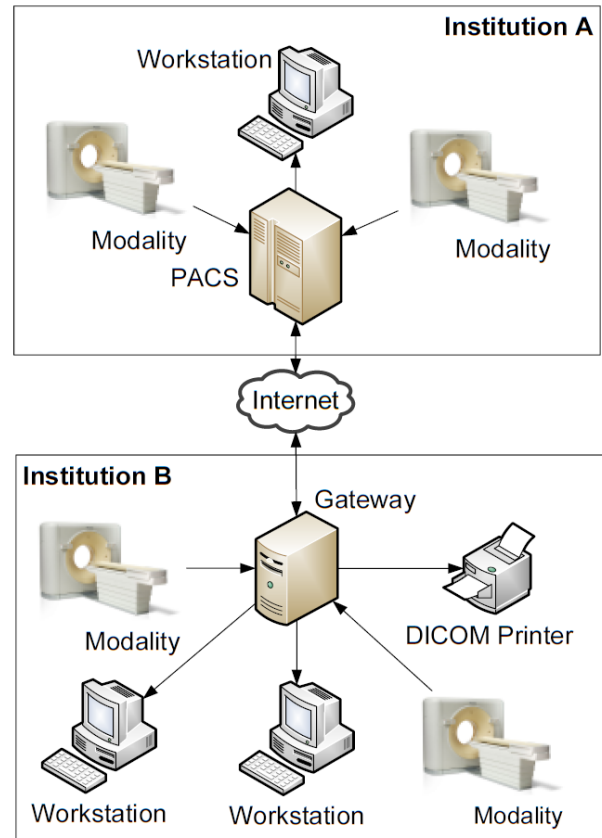 Institution A
Workstation
Modality
Modality
PACS
Internet
Institution B
Gateway
Modality
DICOM Printer
Workstation
Workstation
Modality